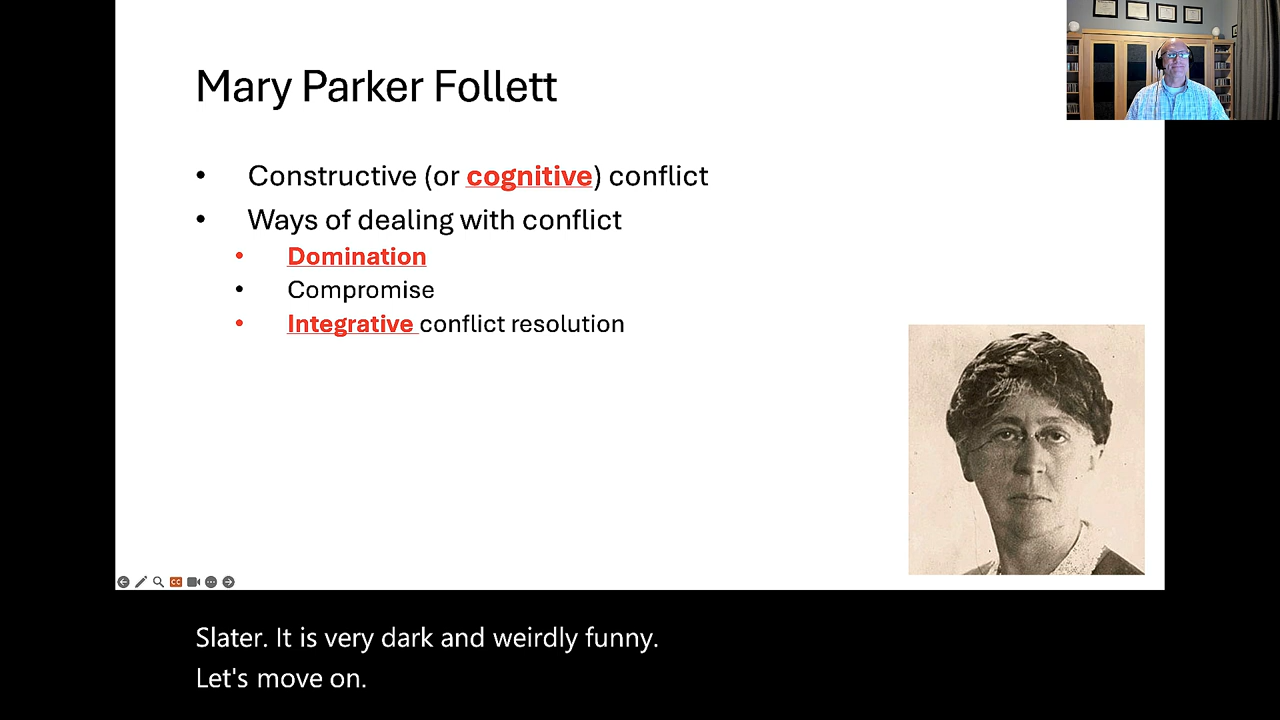 Mary Parker Follett
• Constructive (or cognitive) conflict
• Ways of dealing with conflict
• Domination
• Compromise
• Integrative conflict resolution
CC
Slater. It is very dark and weirdly funny.
Let's move on.